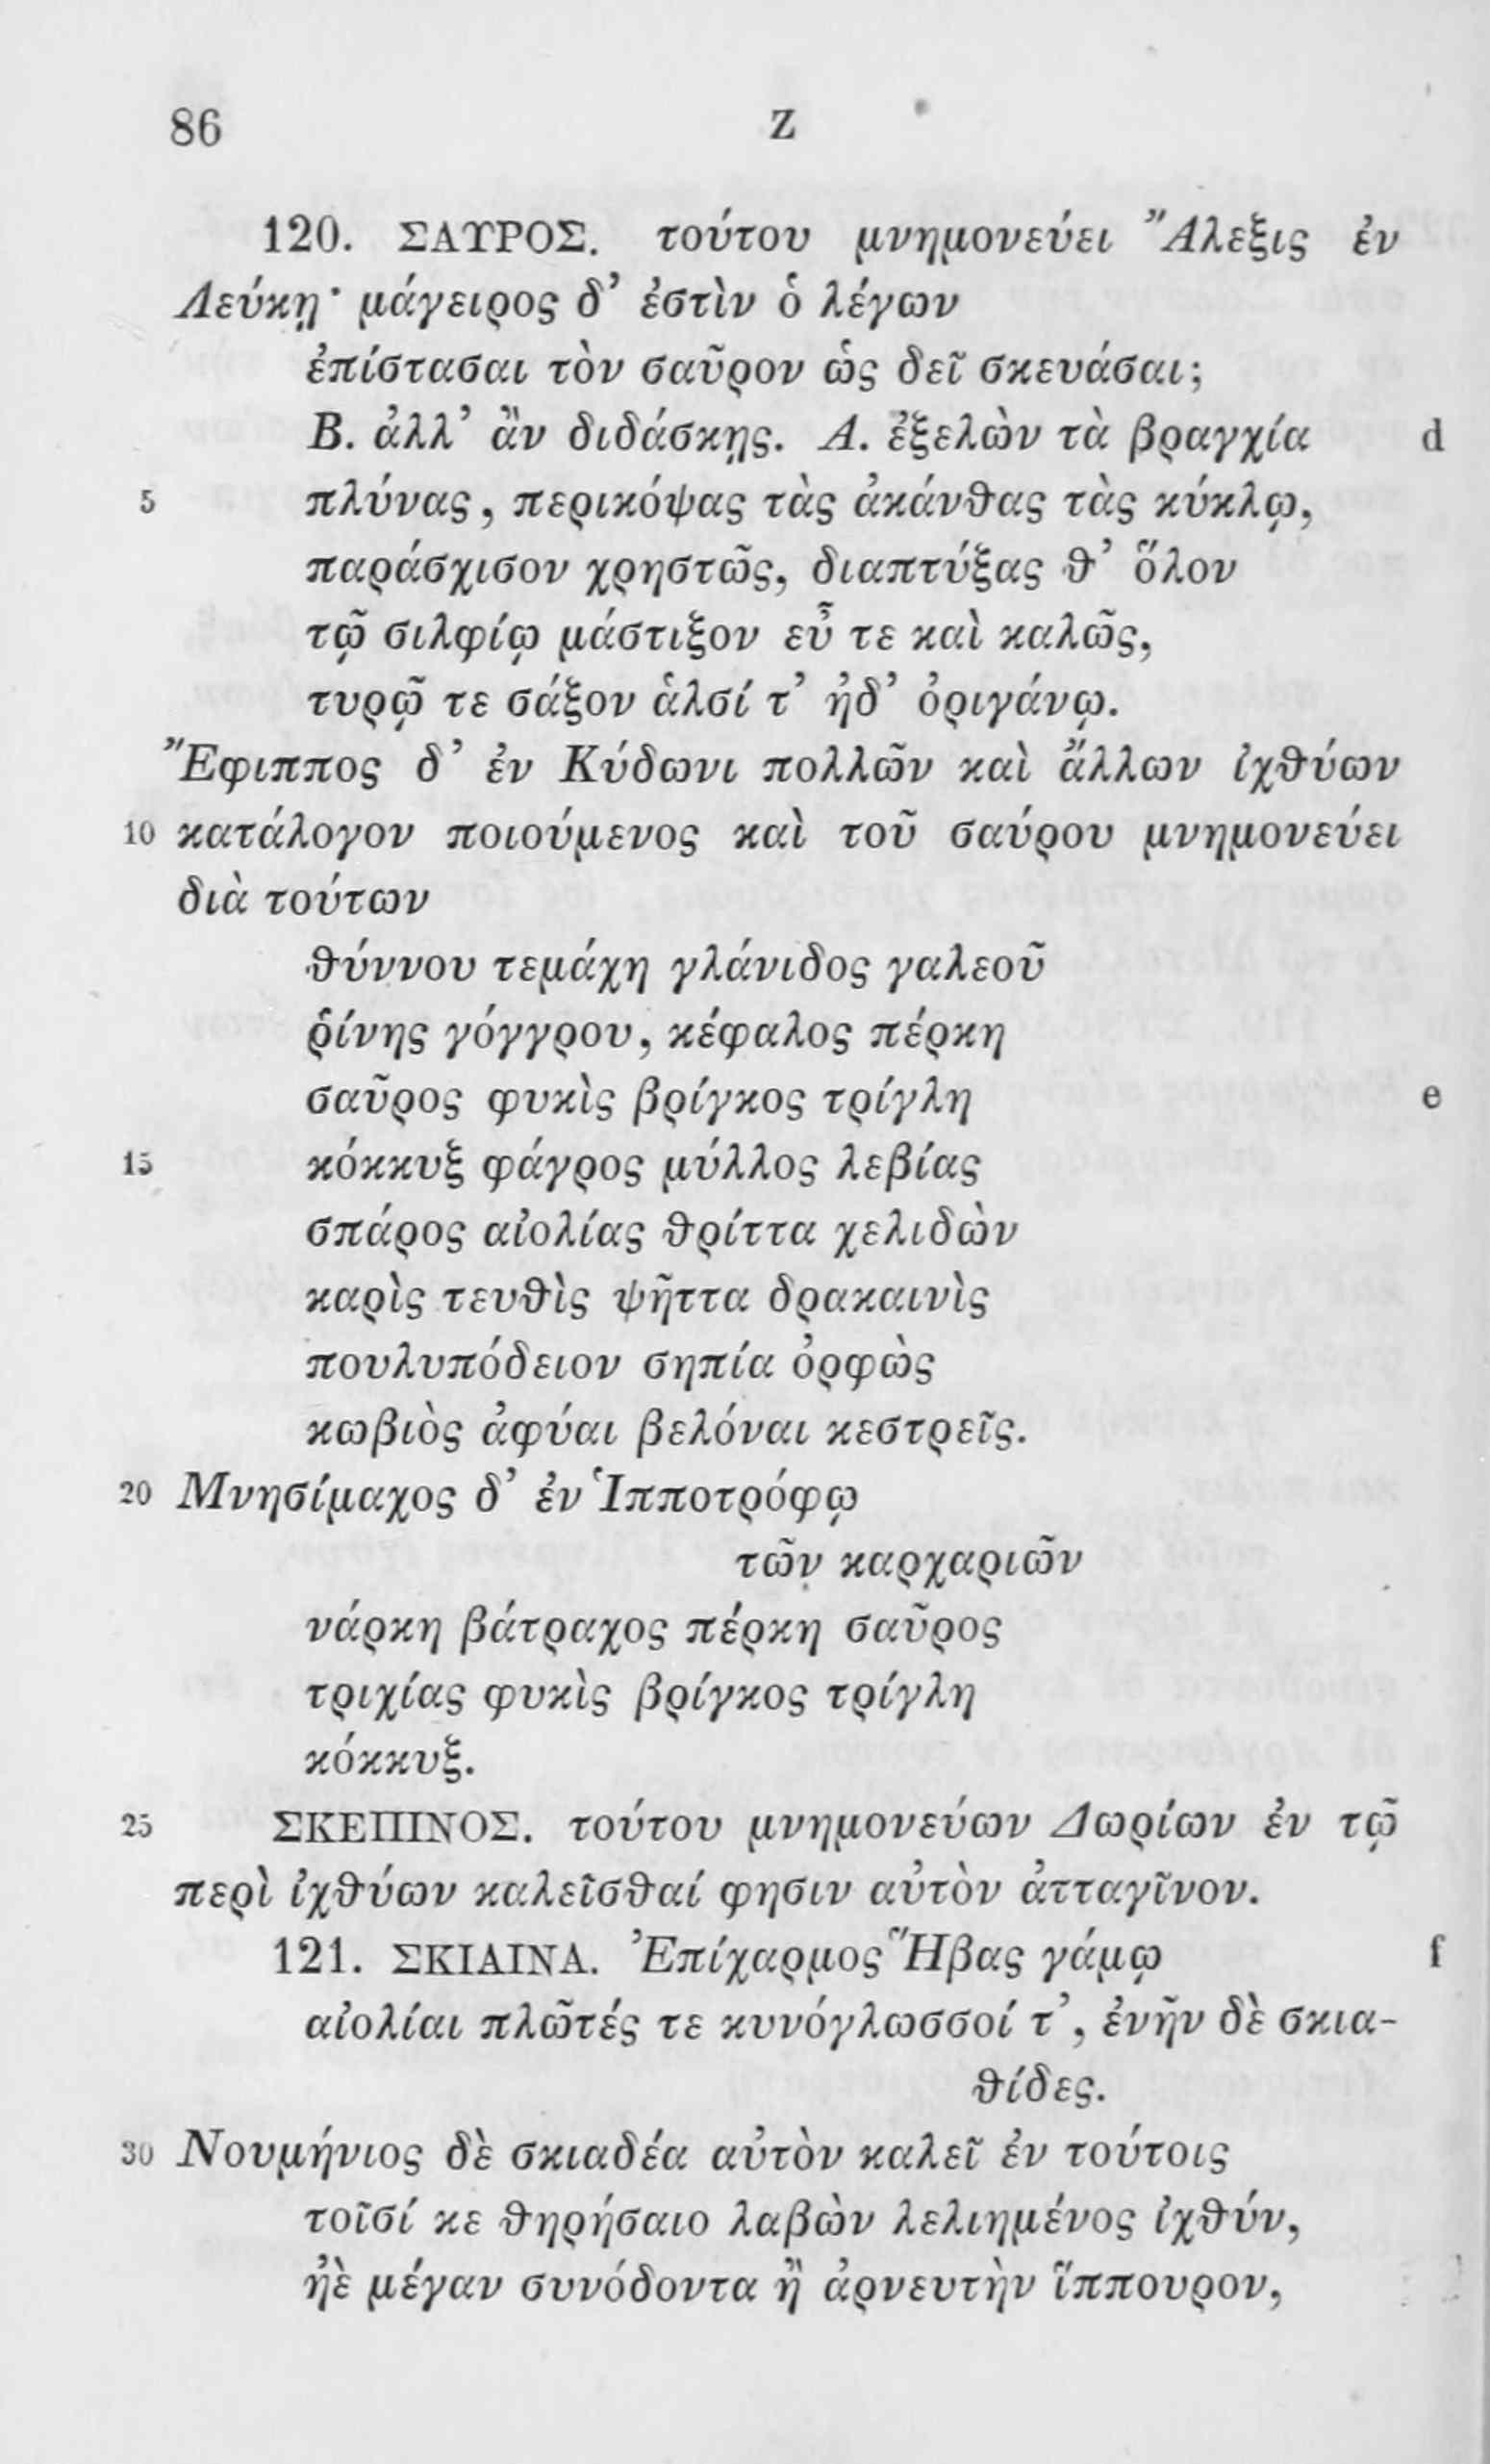 86 Z
120. ΣΑΥΡΟΣ. τούτου μνημονεύει Ἄλεξις ἐν
Λεύκῃ· μάγειρος δ’ ἐστὶν ὁ λέγων
ἐπίστασαι τὸν σαῦρον ὡς δεῖ σκευάσαι;
Β. ἀλλ’ ἂν διδάσκῃς. Α. ἐξελὼν τὰ βραγχία d
5 πλύνας, περικόψας τὰς ἀκάνθας τὰς κύκλῳ,
παράσχισον χρηστῶς, διαπτύξας θ’ ὅλον
τῷ σιλφίῳ μάστιξον εὖ τε καὶ καλῶς,
τυρῷ τε σάξον ἁλσί τ’ ἠδ’ ὀριγάνῳ.
Ἔφιππος δ’ ἐν Κύδωνι πολλῶν καὶ ἄλλων ἰχθύων
10 κατάλογον ποιούμενος καὶ τοῦ σαύρου μνημονεύει
διὰ τούτων
θύννου τεμάχη γλάνιδος γαλεοῦ
ῥίνης γόγγρου, κέφαλος πέρκη
σαῦρος φυκὶς βρίγκος τρίγλη e
15 κόκκυξ φάγρος μύλλος λεβίας
σπάρος αἰολίας θρίττα χελιδὼν
καρὶς τευθὶς ψῆττα δρακαινὶς
πουλυπόδειον σηπία ὀρφὼς
κωβιὸς ἀφύαι βελόναι κεστρεῖς.
20 Μνησίμαχος δ’ ἐν Ἱπποτρόφῳ
τῶν καρχαριῶν
νάρκη βάτραχος πέρκη σαῦρος
τριχίας φυκὶς βρίγκος τρίγλη
κόκκυξ.
25 ΣΚΕΠΙΝΟΣ. τούτου μνημονεύων Δωρίων ἐν τῷ
περὶ ἰχθύων καλεῖσθαί φησιν αὐτὸν ἀτταγῖνον.
121. ΣΚΙΑΙΝΑ. Ἐπίχαρμος Ἥβας γάμῳ f
αἰολίαι πλῶτές τε κυνόγλωσσοί τ’, ἐνῆν δὲ σκια-
θίδες.
30 Νουμήνιος δὲ σκιαδέα αὐτὸν καλεῖ ἐν τούτοις
τοῖσί κε θηρήσαιο λαβὼν λελιημένος ἰχθύν,
ἠὲ μέγαν συνόδοντα ἢ ἀρνευτὴν ἵππουρον,